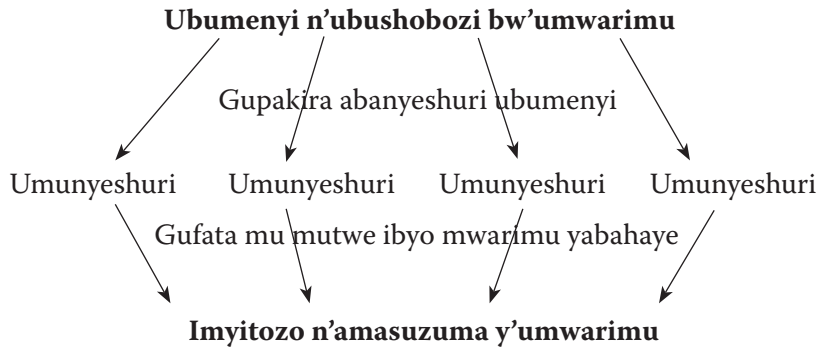 Ubumenyi n’ubushobozi bw’umwarimu
Gupakira abanyeshuri ubumenyi
Umunyeshuri Umunyeshuri Umunyeshuri Umunyeshuri
Gufata mu mutwe ibyo mwarimu yabahaye
Imyitozo n’amasuzuma y’umwarimu